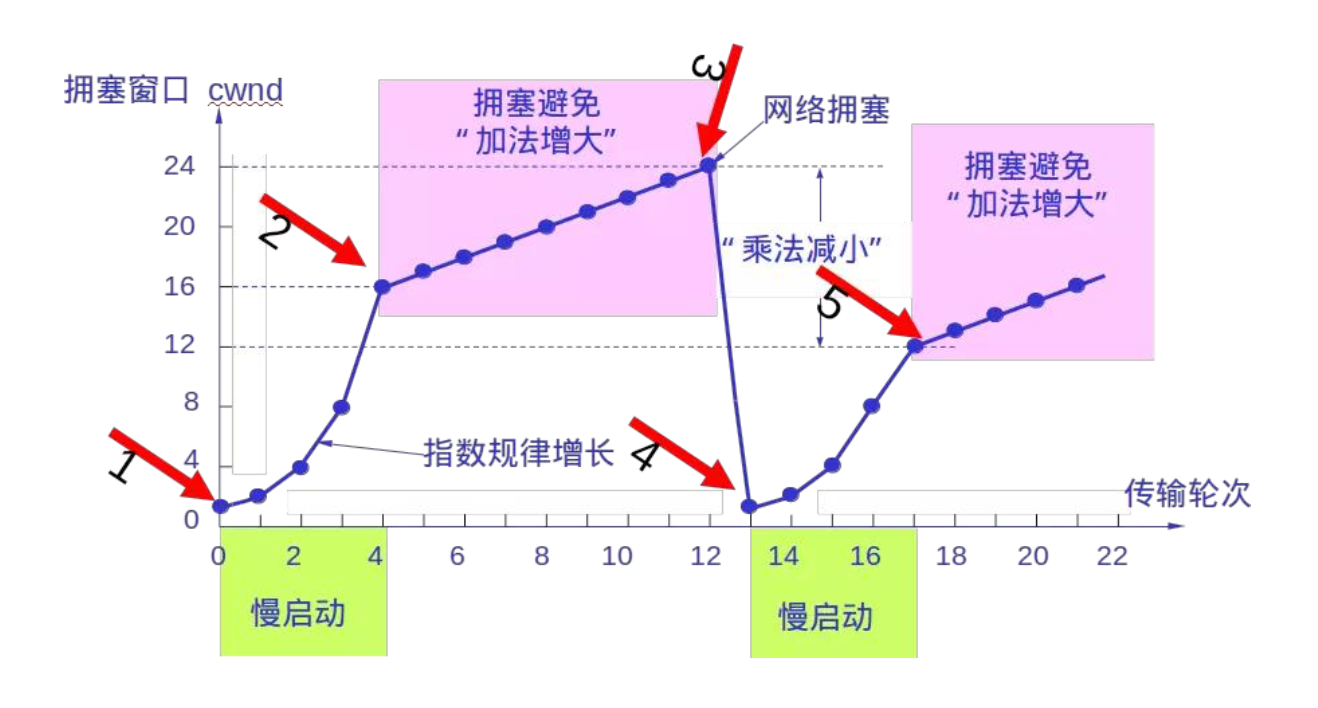 拥塞窗口 cwnd
3
拥塞避免
“加法增大”
网络拥塞
拥塞避免
“加法增大”
24
20
2
“乘法减小”
16
5
12
8
指数规律增长
4
4
1
传输轮次
0
0 2 4 6 8 10 12 14 16 18 20 22
慢启动
慢启动